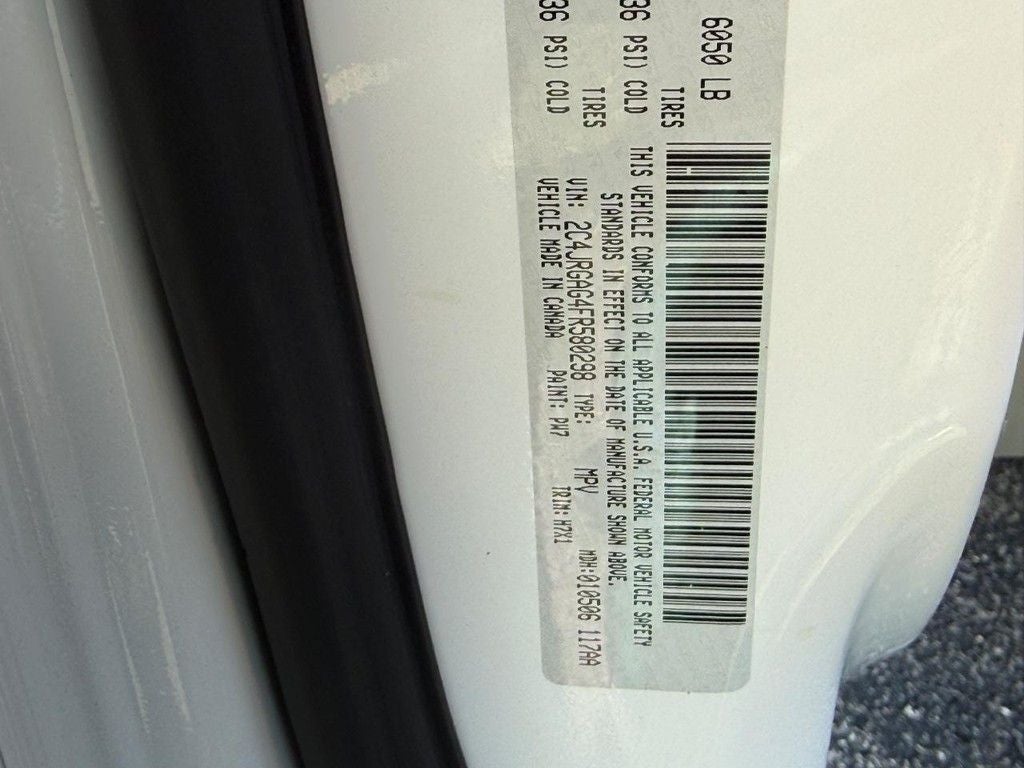 6050 LB
TIRES
36 PSI) COLD
TIRES
36 PSI) COLD
THIS VEHICLE CONFORMS TO ALL APPLICABLE U.S.A. FEDERAL MOTOR VEHICLE SAFETY
STANDARDS IN EFFECT ON THE DATE OF MANUFACTURE SHOWN ABOVE.
VIN: 2C4JRGAG4FR580298 TYPE: MPV MDH:010506 117AA
VEHICLE MADE IN CANADA PAINT: PW7 TRIM:H7X1